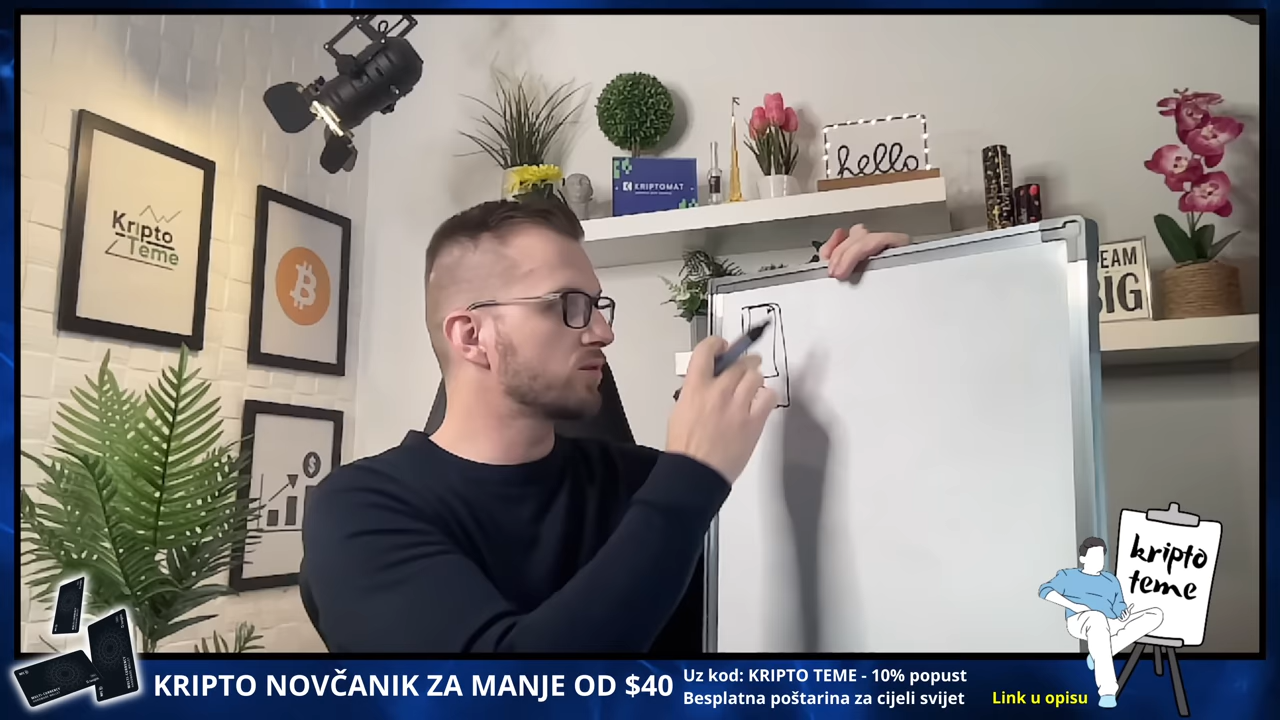 Kripto
Teme
KRIPTOMAT
hello
DREAM
BIG
kripto
teme
KRIPTO NOVČANIK ZA MANJE OD $40
Uz kod: KRIPTO TEME - 10% popust
Besplatna poštarina za cijeli svijet
Link u opisu